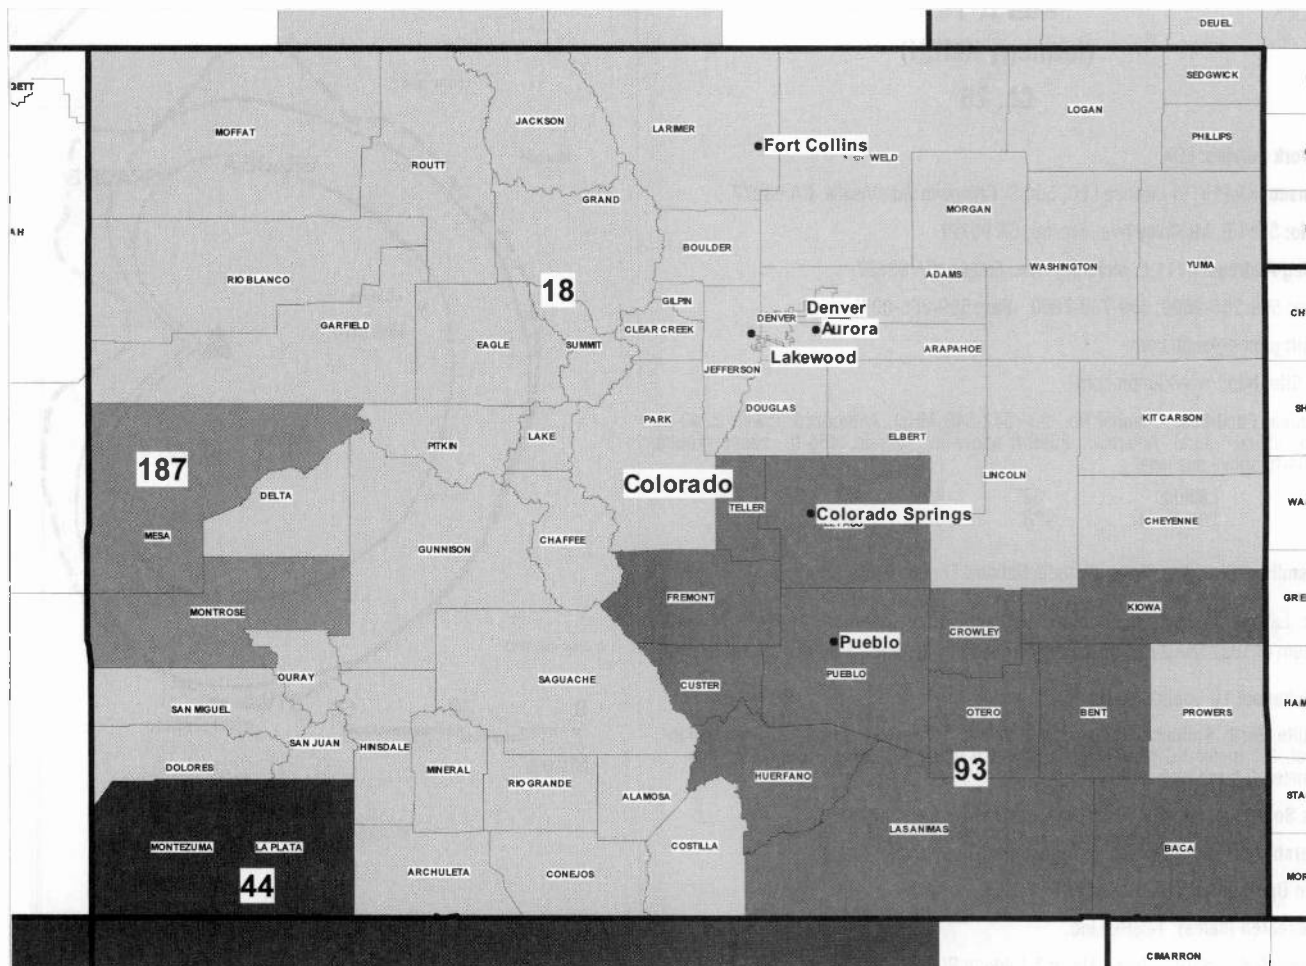 DEUEL
SEDGWICK
LOGAN
JACKSON
LARIMER
MOFFAT
PHILLIPS
Fort Collins
WELD
ROUTT
GRAND
MORGAN
BOULDER
RIO BLANCO
ADAMS
WASHINGTON
YUMA
18
GILPIN
Denver
DENVER
GARFIELD
CLEAR CREEK
Aurora
EAGLE
SUMMIT
Lakewood
ARAPAHOE
JEFFERSON
DOUGLAS
PITKIN
LAKE
PARK
ELBERT
KIT CARSON
187
LINCOLN
Colorado
DELTA
TELLER
Colorado Springs
CHEYENNE
MESA
GUNNISON
CHAFFEE
FREMONT
MONTROSE
KIOWA
CROWLEY
Pueblo
OURAY
SAGUACHE
CUSTER
PUEBLO
SAN MIGUEL
OTERO
BENT
PROWERS
SAN JUAN
HINSDALE
DOLORES
MINERAL
RIO GRANDE
HUERFANO
93
ALAMOSA
LAS ANIMAS
MONTEZUMA
LA PLATA
COSTILLA
BACA
44
ARCHULETA
CONEJOS
CIMARRON